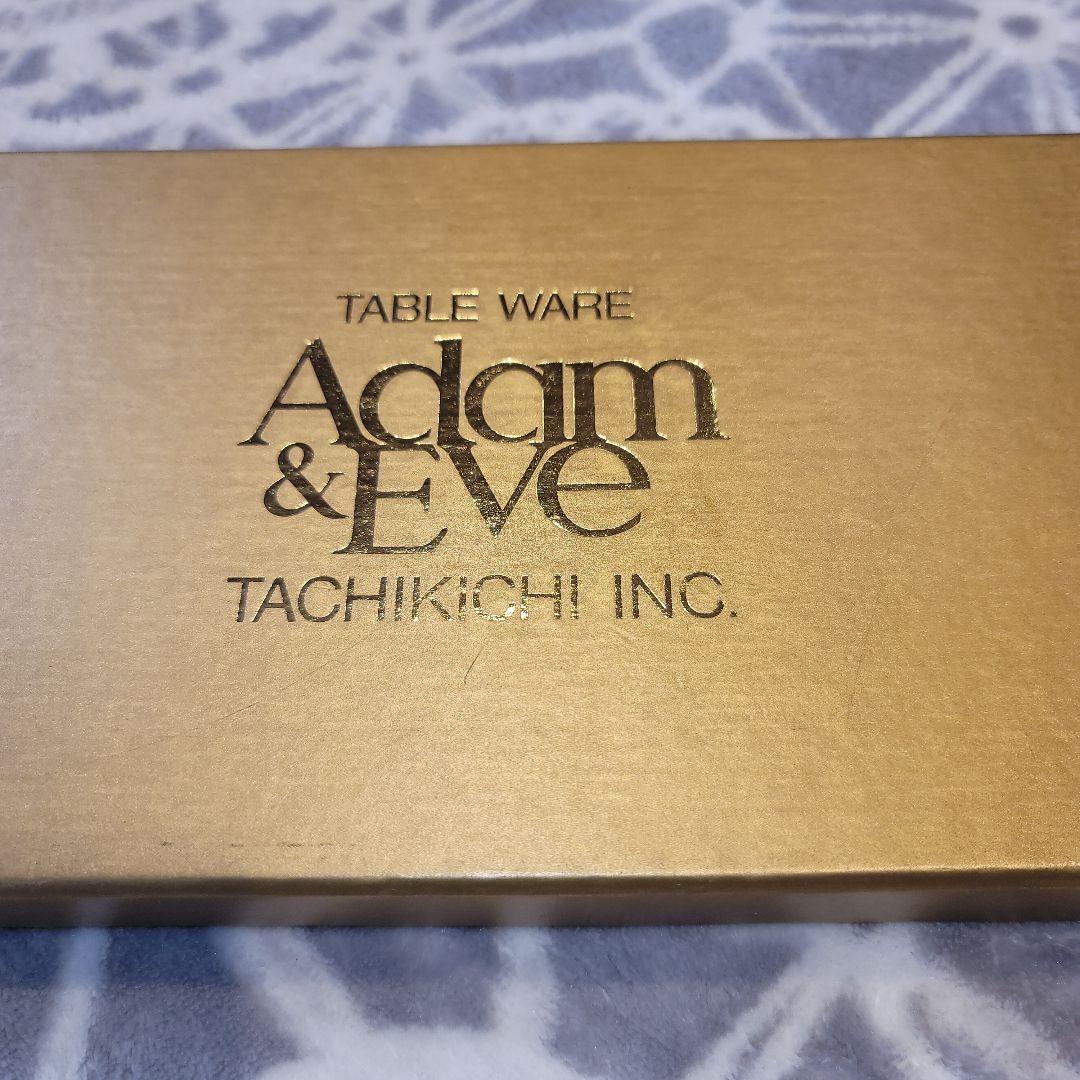 TABLE WARE
Adam
& Eve
TACHIKICHI INC.